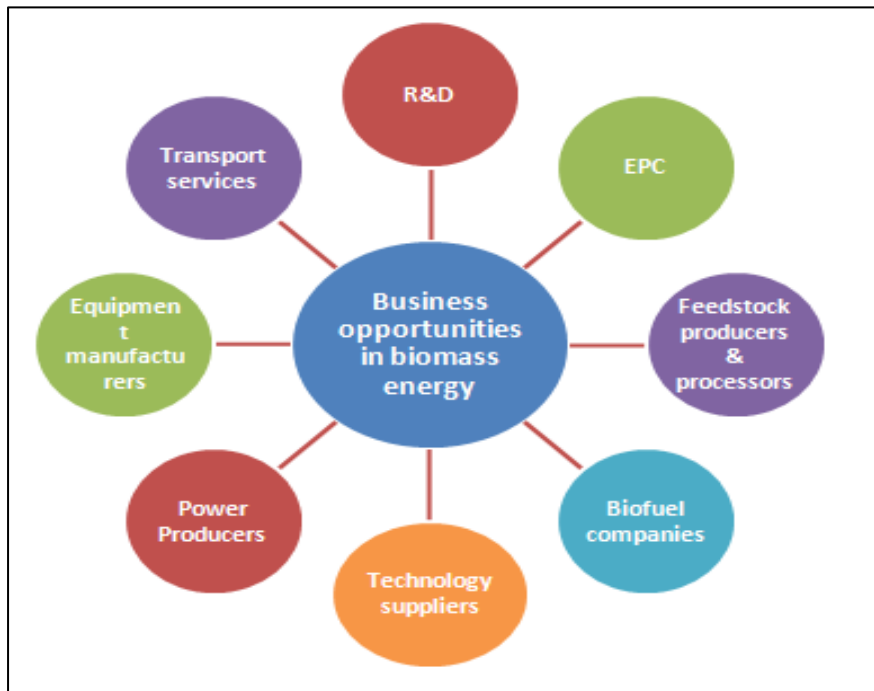 R&D
EPC
Transport
services
Business
opportunities
in biomass
energy
Feedstock
producers
&
processors
Equipmen
t
manufactu
rers
Power
Producers
Biofuel
companies
Technology
suppliers